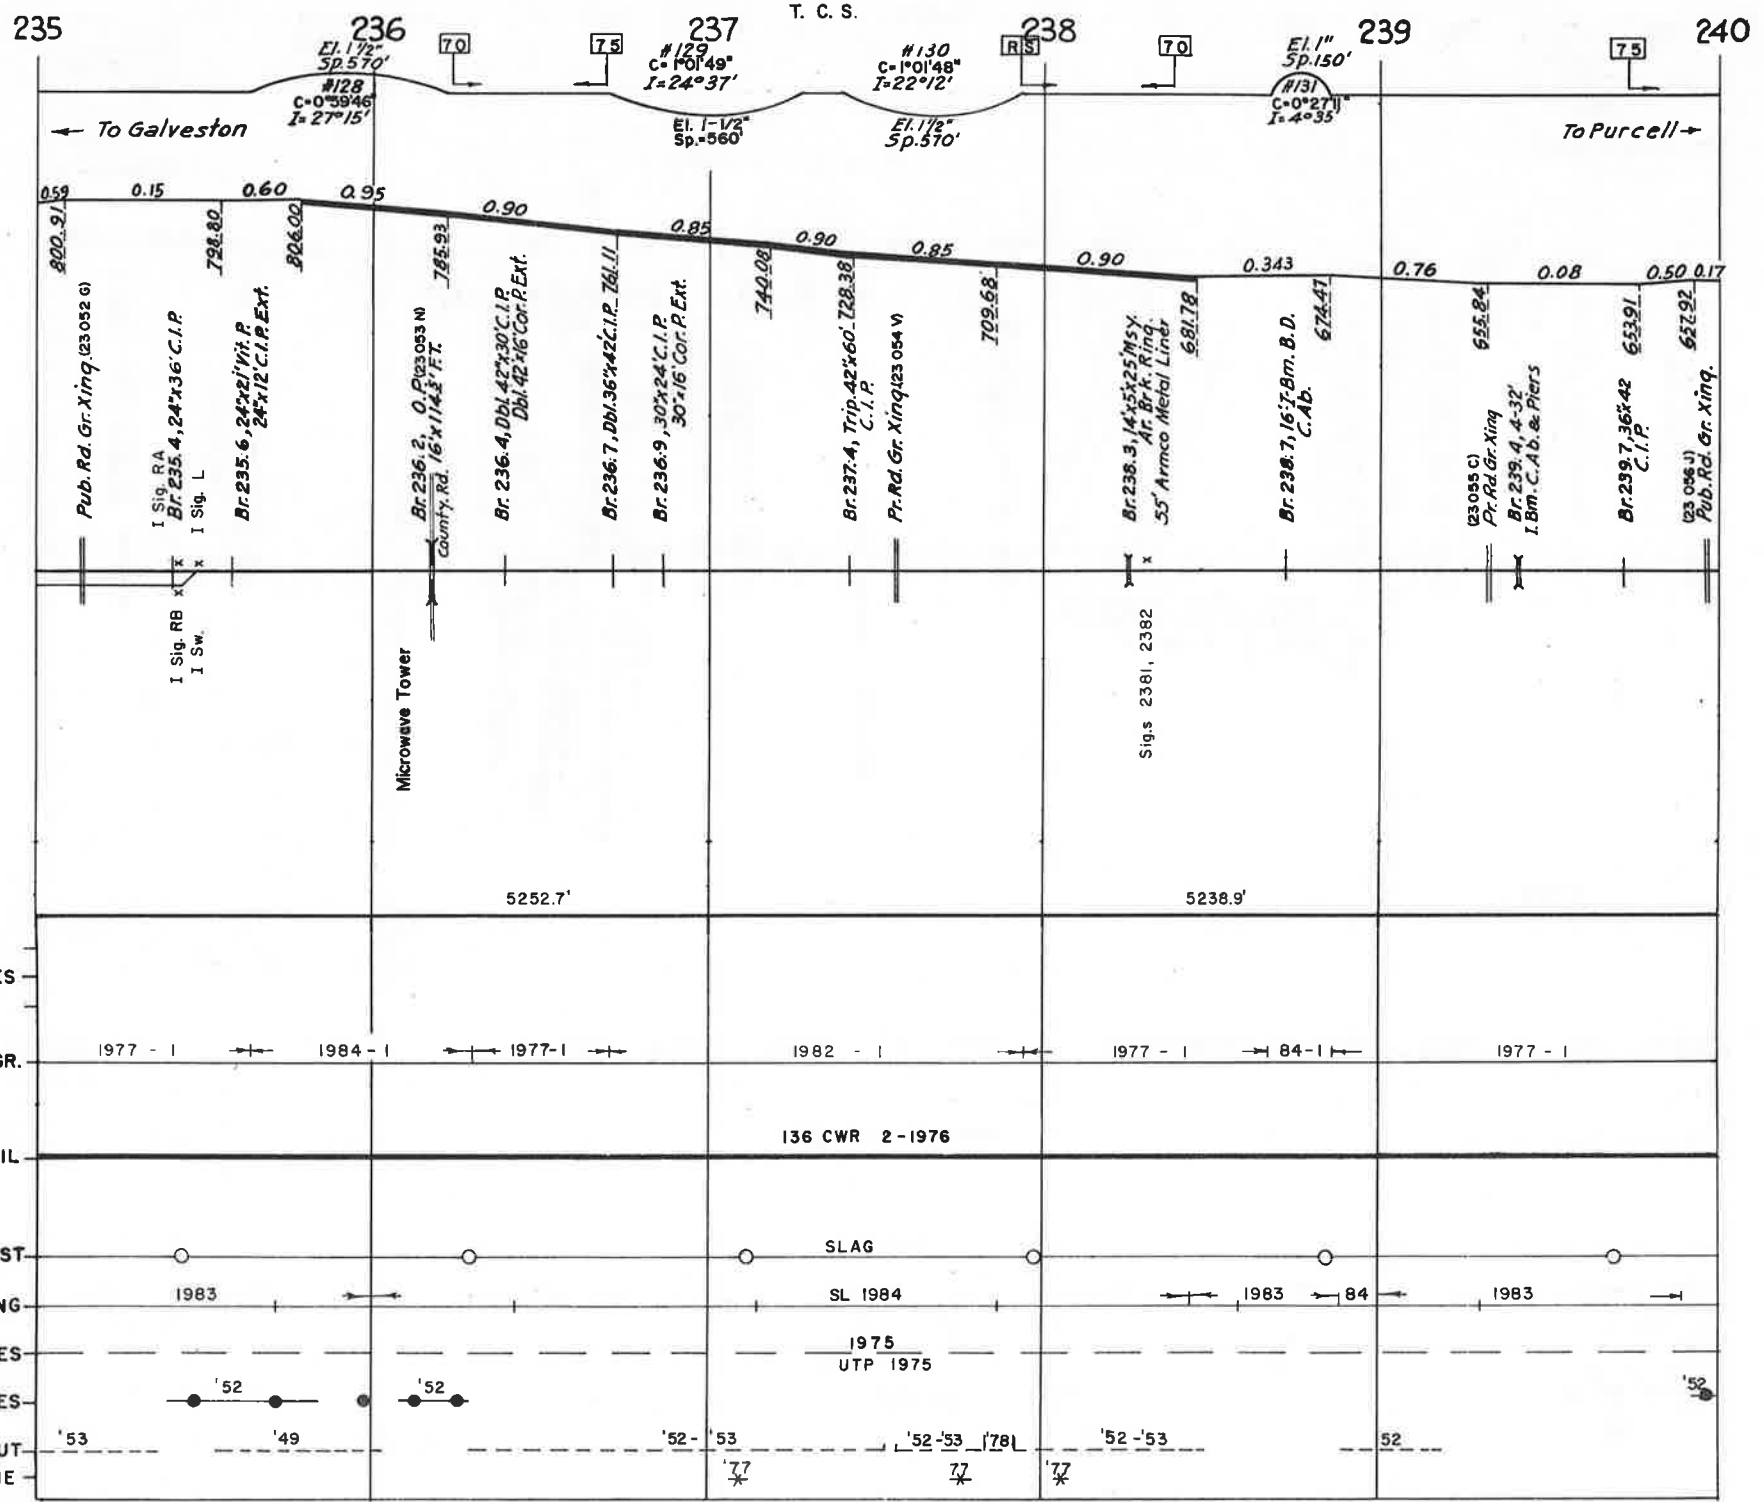 T. C. S.
235
236
237
238
239
240
70
75
RS
70
75
El. 1 1/2"
Sp. 570'
#128
C=0°59'46"
I=27°15'
#129
C=1°01'49"
I=24°37'
El. 1-1/2"
Sp.=560'
#130
C=1°01'48"
I=22°12'
El. 1 1/2"
Sp. 570'
El. 1"
Sp. 150'
#131
C=0°27'11"
I=4°35'
← To Galveston
To Purcell →
0.59
0.15
0.60
0.95
0.90
0.85
0.90
0.85
0.90
0.343
0.76
0.08
0.50
0.17
800.91
798.80
806.00
785.93
761.11
740.08
728.38
709.68
681.78
674.47
655.84
653.91
657.92
Pub. Rd. Gr. Xing. (23 052 G)
I Sig. RA
Br. 235.4, 24"x36' C.I.P.
I Sig. L
Br. 235.6, 24"x21' Vit. P.
24"x12' C.I.P. Ext.
Br. 236.2, O.P. (23 053 N)
County. Rd. 16'x114½' F.T.
Br. 236.4, Dbl. 42"x30' C.I.P.
Dbl. 42"x16' Cor. P. Ext.
Br. 236.7, Dbl. 36"x42' C.I.P.
Br. 236.9, 30"x24' C.I.P.
30"x16' Cor. P. Ext.
Br. 237.4, Trip. 42"x60'
C.I.P.
Pr. Rd. Gr. Xing (23 054 V)
Br. 238.3, 14'x5'x25' Msy.
Ar. Brk. Ring.
55' Armco Metal Liner
Br. 238.7, 16' I-Bm. B.D.
C. Ab.
(23 055 C)
Pr. Rd. Gr. Xing
Br. 239.4, 4-32'
I. Bm. C. Ab. & Piers
Br. 239.7, 36"x42
C.I.P.
(23 056 J)
Pub. Rd. Gr. Xing.
x
x
x
x
I Sig. RB
I Sw.
Microwave Tower
Sig.s 2381, 2382
5252.7'
5238.9'
ES
GR.
1977 - 1
1984 - 1
1977-1
1982 - 1
1977 - 1
84-1
1977 - 1
IL
136 CWR 2-1976
ST
SLAG
NG
1983
SL 1984
1983
84
1983
ES
1975
UTP 1975
ES
'52
'52
'52
UT
'53
'49
'52-'53
'52-'53
'78
'52-'53
52
E
'77
77
'77